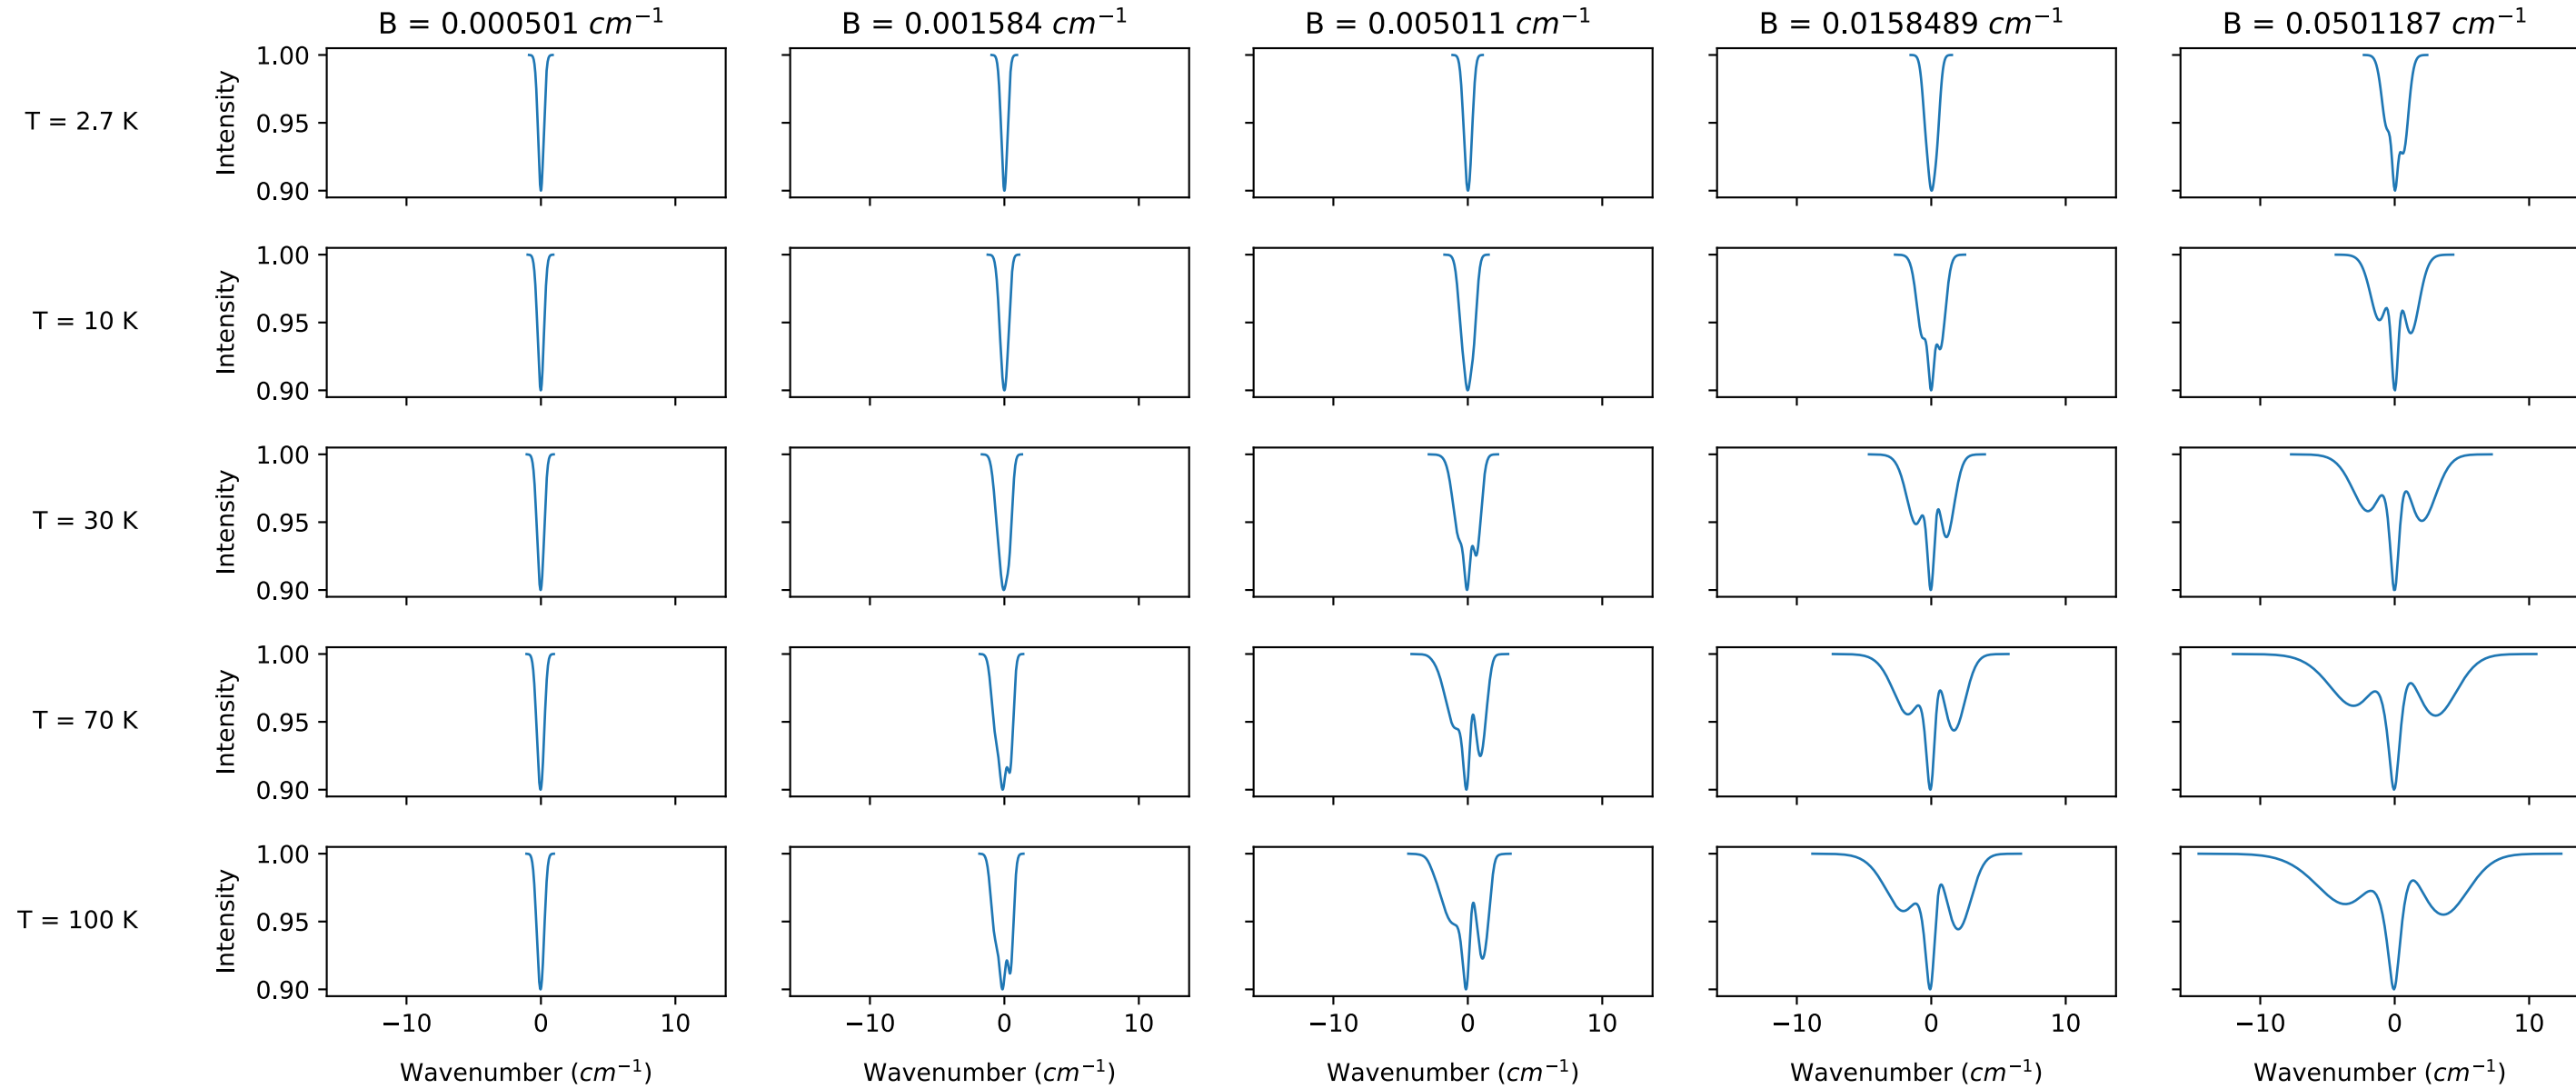 B = 0.000501 cm⁻¹ B = 0.001584 cm⁻¹ B = 0.005011 cm⁻¹ B = 0.0158489 cm⁻¹ B = 0.0501187 cm⁻¹
T = 2.7 K
Intensity
1.00
0.95
0.90
T = 10 K
Intensity
1.00
0.95
0.90
T = 30 K
Intensity
1.00
0.95
0.90
T = 70 K
Intensity
1.00
0.95
0.90
T = 100 K
Intensity
1.00
0.95
0.90
−10 0 10 −10 0 10 −10 0 10 −10 0 10 −10 0 10
Wavenumber (cm⁻¹) Wavenumber (cm⁻¹) Wavenumber (cm⁻¹) Wavenumber (cm⁻¹) Wavenumber (cm⁻¹)